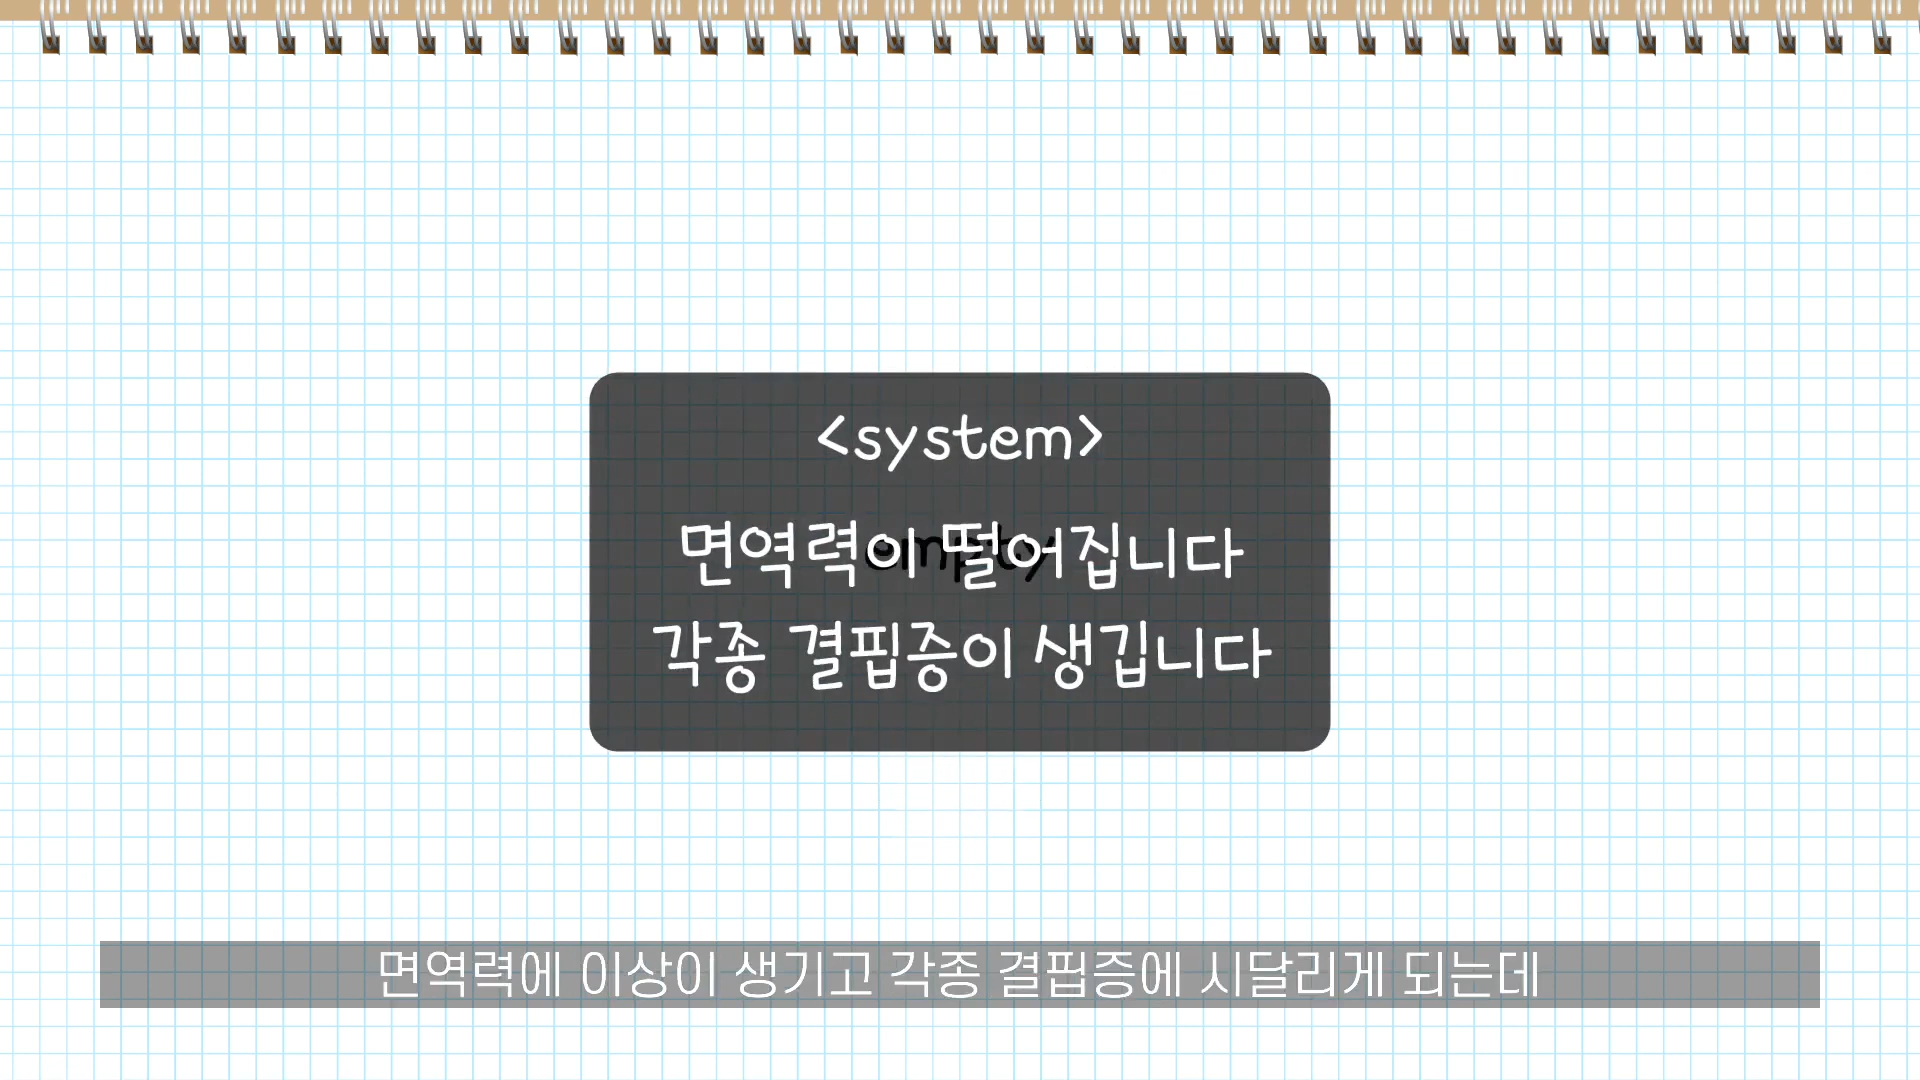 <system>
면역력이 떨어집니다
empty
각종 결핍증이 생깁니다
면역력에 이상이 생기고 각종 결핍증에 시달리게 되는데